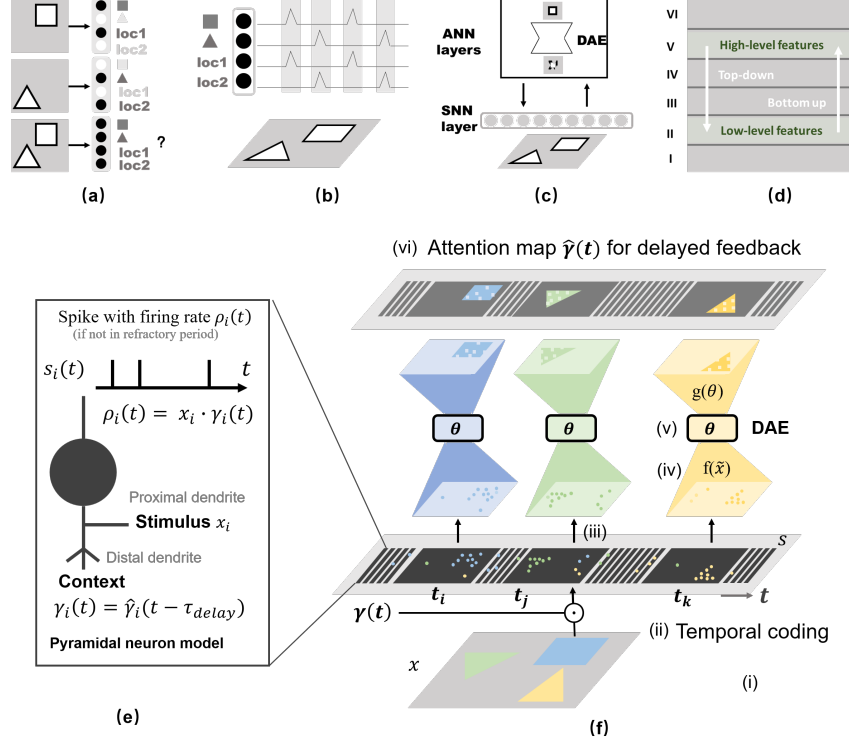 loc1
loc2
loc1
loc2
loc1
loc2
?
(a)
loc1
loc2
(b)
ANN
layers
DAE
SNN
layer
(c)
VI
V
IV
III
II
I
High-level features
Top-down
Bottom up
Low-level features
(d)
(vi) Attention map γ̂(t) for delayed feedback
Spike with firing rate ρᵢ(t)
(if not in refractory period)
sᵢ(t)
t
ρᵢ(t) = xᵢ · γᵢ(t)
Proximal dendrite
Stimulus xᵢ
Distal dendrite
Context
γᵢ(t) = γ̂ᵢ(t − τ_delay)
Pyramidal neuron model
(e)
g(θ)
θ
θ
(v)
θ
DAE
(iv)
f(x̃)
(iii)
s
tᵢ
tⱼ
tₖ
t
γ(t)
(ii) Temporal coding
x
(i)
(f)